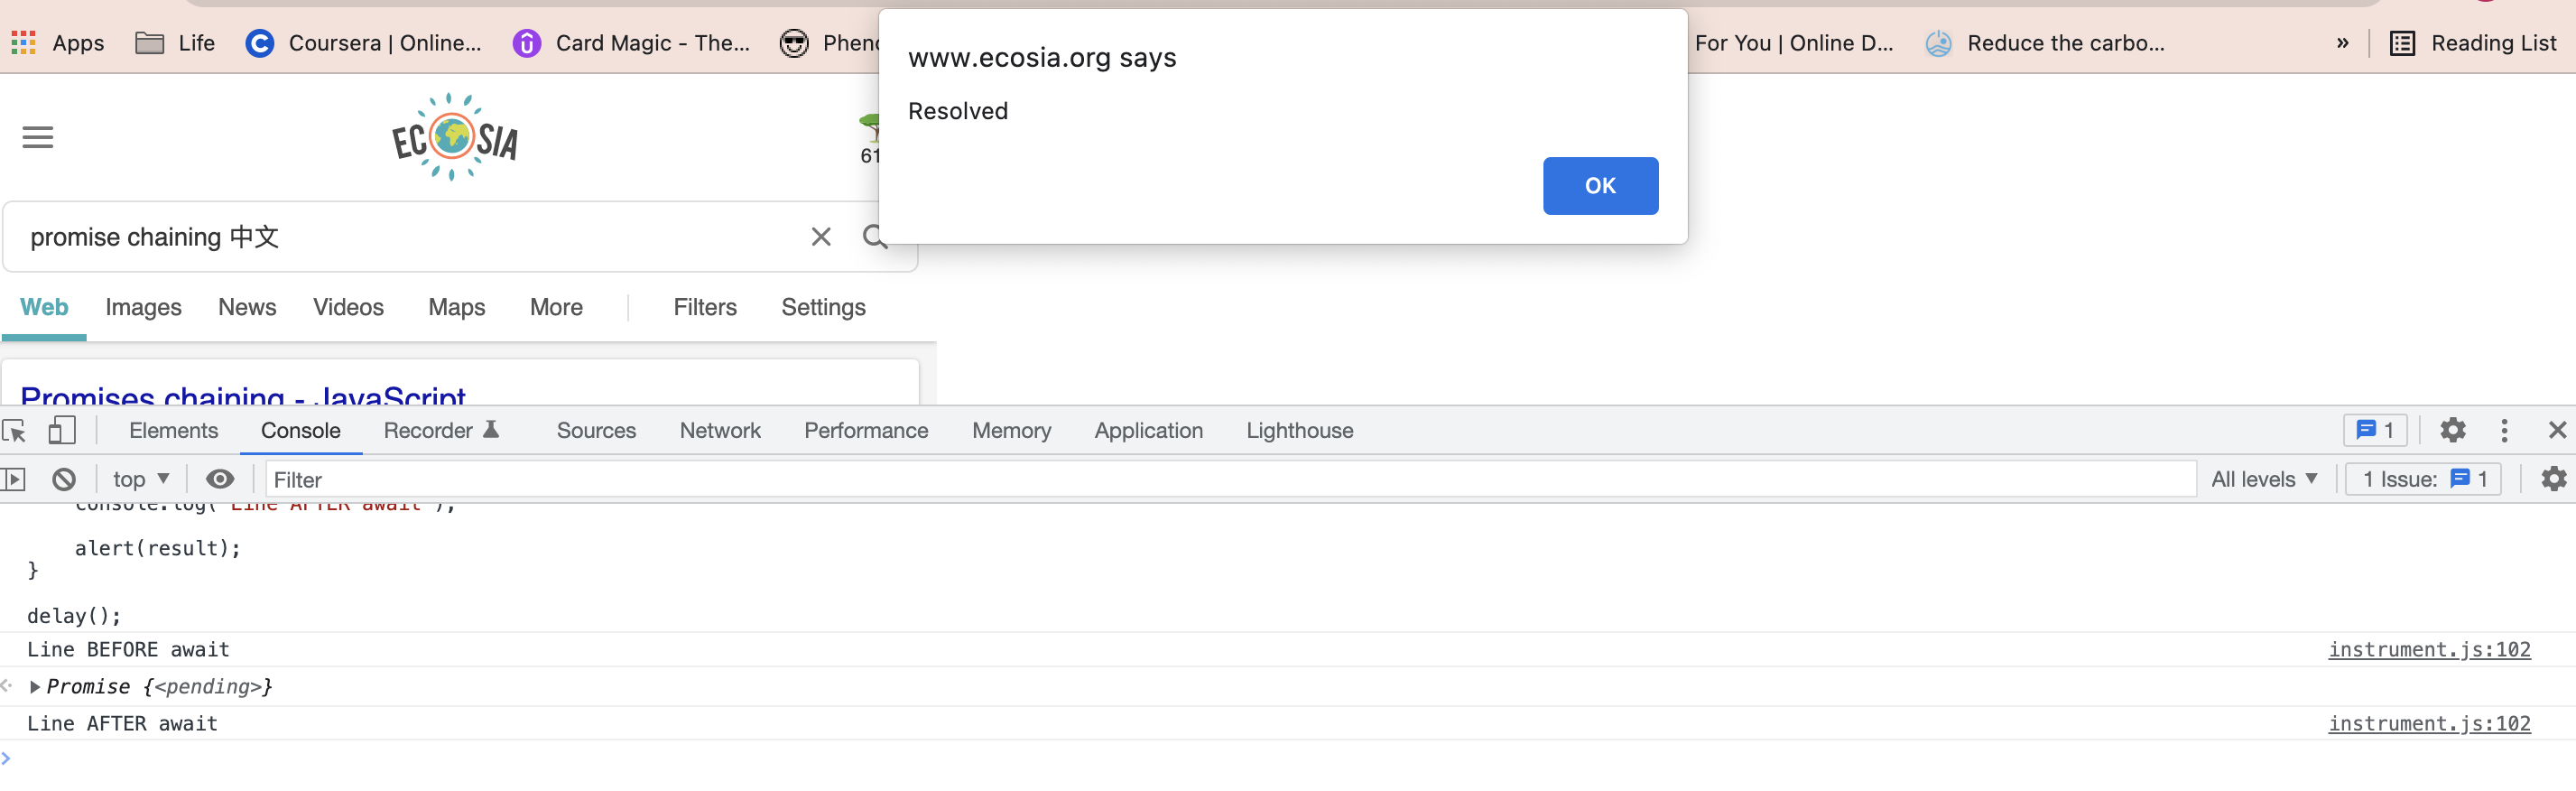 Apps
Life
Coursera | Online...
Card Magic - The...
For You | Online D...
Reduce the carbo...
»
Reading List
www.ecosia.org says
Resolved
OK
ECOSIA
61
promise chaining 中文
Web Images News Videos Maps More Filters Settings
Promises chaining - JavaScript
Elements Console Recorder Sources Network Performance Memory Application Lighthouse 1
top Filter All levels 1 Issue: 1
console.log("Line AFTER await");
alert(result);
}
delay();
Line BEFORE await instrument.js:102
Promise {<pending>}
Line AFTER await instrument.js:102